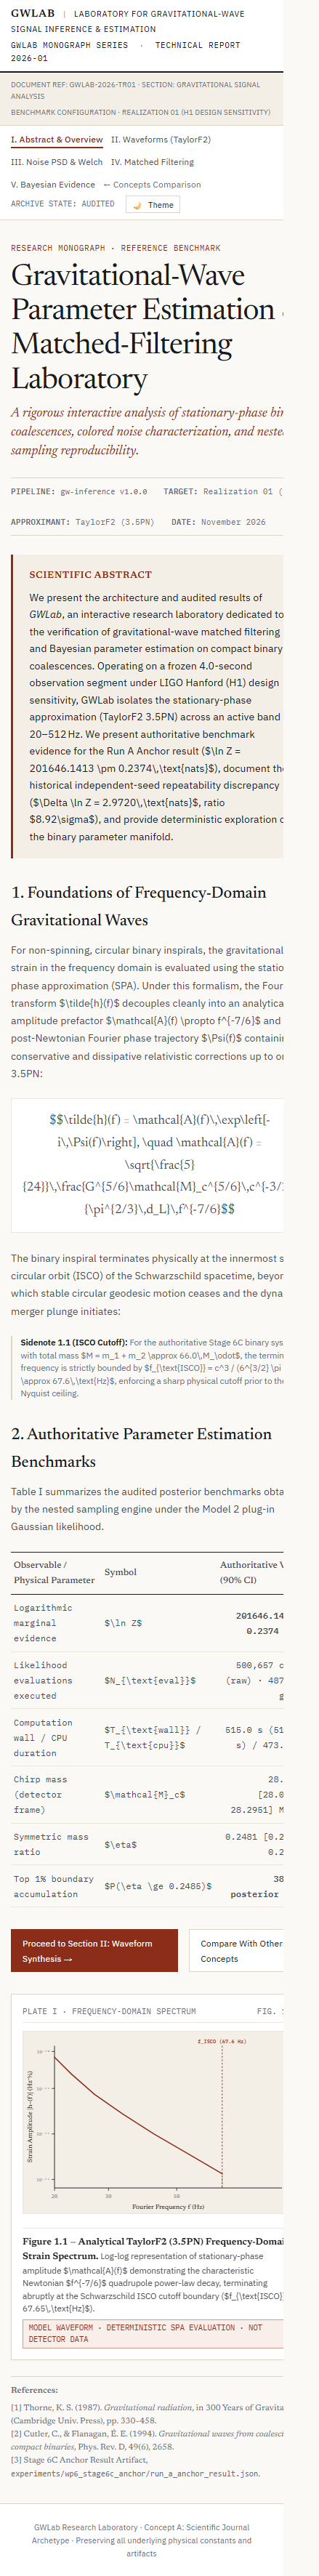 GWLAB | LABORATORY FOR GRAVITATIONAL-WAVE
SIGNAL INFERENCE & ESTIMATION
GWLAB MONOGRAPH SERIES · TECHNICAL REPORT
2026-01
DOCUMENT REF: GWLAB-2026-TR01 · SECTION: GRAVITATIONAL SIGNAL
ANALYSIS
BENCHMARK CONFIGURATION · REALIZATION 01 (H1 DESIGN SENSITIVITY)
I. Abstract & Overview II. Waveforms (TaylorF2)
III. Noise PSD & Welch IV. Matched Filtering
V. Bayesian Evidence ← Concepts Comparison
ARCHIVE STATE: AUDITED 🌙 Theme
RESEARCH MONOGRAPH · REFERENCE BENCHMARK
Gravitational-Wave
Parameter Estimation
Matched-Filtering
Laboratory
A rigorous interactive analysis of stationary-phase bin
coalescences, colored noise characterization, and neste
sampling reproducibility.
PIPELINE: gw-inference v1.0.0 TARGET: Realization 01 (
APPROXIMANT: TaylorF2 (3.5PN) DATE: November 2026
SCIENTIFIC ABSTRACT
We present the architecture and audited results of
GWLab, an interactive research laboratory dedicated to
the verification of gravitational-wave matched filtering
and Bayesian parameter estimation on compact binary
coalescences. Operating on a frozen 4.0-second
observation segment under LIGO Hanford (H1) design
sensitivity, GWLab isolates the stationary-phase
approximation (TaylorF2 3.5PN) across an active band
20–512 Hz. We present authoritative benchmark
evidence for the Run A Anchor result ($\ln Z =
201646.1413 \pm 0.2374\,\text{nats}$), document the
historical independent-seed repeatability discrepancy
($\Delta \ln Z = 2.9720\,\text{nats}$, ratio
$8.92\sigma$), and provide deterministic exploration o
the binary parameter manifold.
1. Foundations of Frequency-Domain
Gravitational Waves
For non-spinning, circular binary inspirals, the gravitational
strain in the frequency domain is evaluated using the statio
phase approximation (SPA). Under this formalism, the Four
transform $\tilde{h}(f)$ decouples cleanly into an analytica
amplitude prefactor $\mathcal{A}(f) \propto f^{-7/6}$ and
post-Newtonian Fourier phase trajectory $\Psi(f)$ containi
conservative and dissipative relativistic corrections up to or
3.5PN:
$$\tilde{h}(f) = \mathcal{A}(f)\,\exp\left[-
i\,\Psi(f)\right], \quad \mathcal{A}(f) =
\sqrt{\frac{5}
{24}}\,\frac{G^{5/6}\mathcal{M}_c^{5/6}\,c^{-3/
{\pi^{2/3}\,d_L}\,f^{-7/6}$$
The binary inspiral terminates physically at the innermost s
circular orbit (ISCO) of the Schwarzschild spacetime, beyor
which stable circular geodesic motion ceases and the dyna
merger plunge initiates:
Sidenote 1.1 (ISCO Cutoff): For the authoritative Stage 6C binary sys
with total mass $M = m_1 + m_2 \approx 66.0\,M_\odot$, the termin
frequency is strictly bounded by $f_{\text{ISCO}} = c^3 / (6^{3/2} \pi
\approx 67.6\,\text{Hz}$, enforcing a sharp physical cutoff prior to the
Nyquist ceiling.
2. Authoritative Parameter Estimation
Benchmarks
Table I summarizes the audited posterior benchmarks obta
by the nested sampling engine under the Model 2 plug-in
Gaussian likelihood.
Observable / Physical Parameter Symbol Authoritative V (90% CI)
Logarithmic marginal evidence $\ln Z$ 201646.14 0.2374
Likelihood evaluations executed $N_{\text{eval}}$ 500,657 c (raw) · 487 g
Computation wall / CPU duration $T_{\text{wall}} / T_{\text{cpu}}$ 515.0 s (51 s) / 473.
Chirp mass (detector frame) $\mathcal{M}_c$ 28. [28.0 28.2951] M
Symmetric mass ratio $\eta$ 0.2481 [0.2 0.2
Top 1% boundary accumulation $P(\eta \ge 0.2485)$ 38 posterior
Proceed to Section II: Waveform
Synthesis →
Compare With Other
Concepts
PLATE I · FREQUENCY-DOMAIN SPECTRUM FIG.
f_ISCO (67.6 Hz)
Strain Amplitude |h~(f)| (Hz^½)
20 30 50
Fourier Frequency f (Hz)
Figure 1.1 – Analytical TaylorF2 (3.5PN) Frequency-Domai
Strain Spectrum. Log-log representation of stationary-phase
amplitude $\mathcal{A}(f)$ demonstrating the characteristic
Newtonian $f^{-7/6}$ quadrupole power-law decay, terminating
abruptly at the Schwarzschild ISCO cutoff boundary ($f_{\text{ISCO}}
67.65\,\text{Hz}$).
MODEL WAVEFORM · DETERMINISTIC SPA EVALUATION · NOT
DETECTOR DATA
References:
[1] Thorne, K. S. (1987). Gravitational radiation, in 300 Years of Gravita
(Cambridge Univ. Press), pp. 330–458.
[2] Cutler, C., & Flanagan, É. E. (1994). Gravitational waves from coalesci
compact binaries, Phys. Rev. D, 49(6), 2658.
[3] Stage 6C Anchor Result Artifact,
experiments/wp6_stage6c_anchor/run_a_anchor_result.json.
GWLab Research Laboratory · Concept A: Scientific Journal
Archetype · Preserving all underlying physical constants and
artifacts